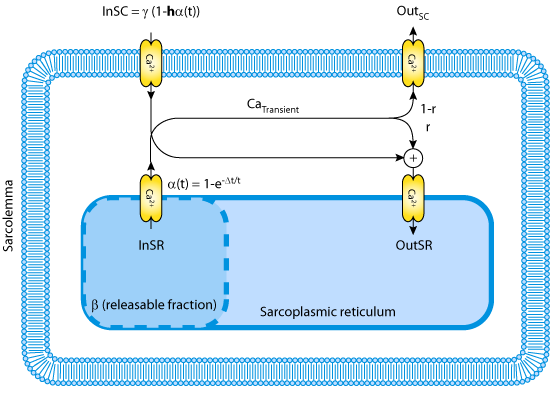 InSC = γ (1-hα(t))
OutSC
Ca2+
Ca2+
CaTransient
1-r
r
+
α(t) = 1-e-Δt/t
Ca2+
Ca2+
InSR
OutSR
β (releasable fraction)
Sarcoplasmic reticulum
Sarcolemma